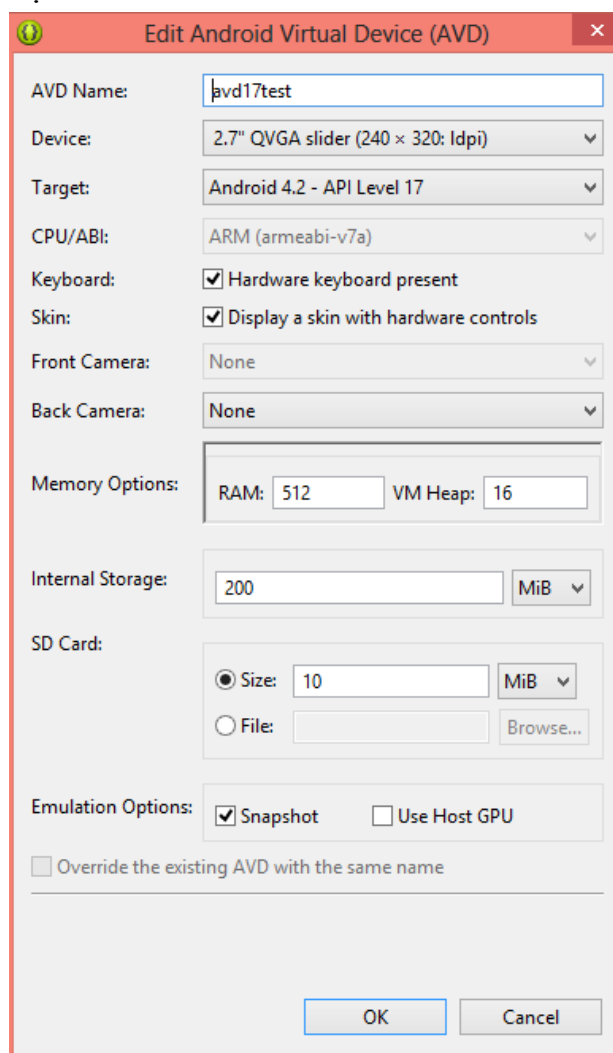 Edit Android Virtual Device (AVD)
AVD Name: avd17test
Device: 2.7" QVGA slider (240 × 320: ldpi)
Target: Android 4.2 - API Level 17
CPU/ABI: ARM (armeabi-v7a)
Keyboard: Hardware keyboard present
Skin: Display a skin with hardware controls
Front Camera: None
Back Camera: None
Memory Options: RAM: 512 VM Heap: 16
Internal Storage: 200 MiB
SD Card:
Size: 10 MiB
File: Browse...
Emulation Options: Snapshot Use Host GPU
Override the existing AVD with the same name
OK Cancel